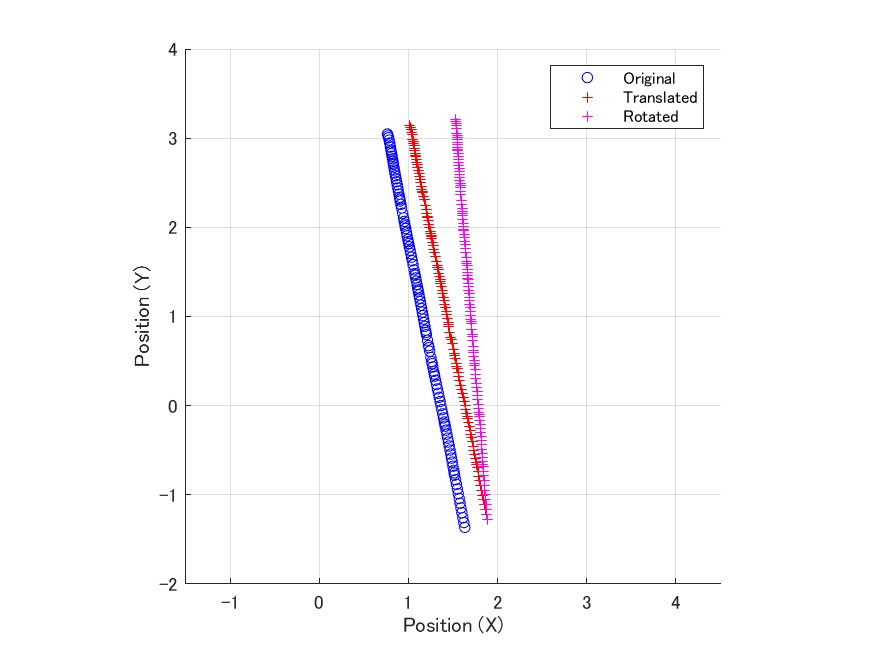 4
3
2
1
0
−1
−2
Position (Y)
Original
Translated
Rotated
−1 0 1 2 3 4
Position (X)